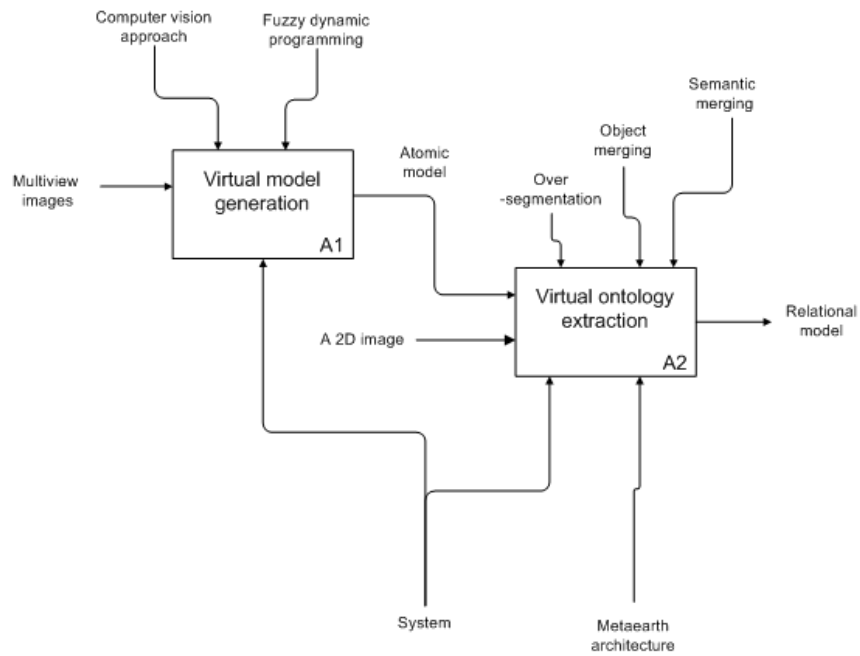 Computer vision
approach
Fuzzy dynamic
programming
Semantic
merging
Object
merging
Atomic
model
Over
-segmentation
Multiview
images
Virtual model
generation
A1
Virtual ontology
extraction
A2
Relational
model
A 2D image
System
Metaearth
architecture